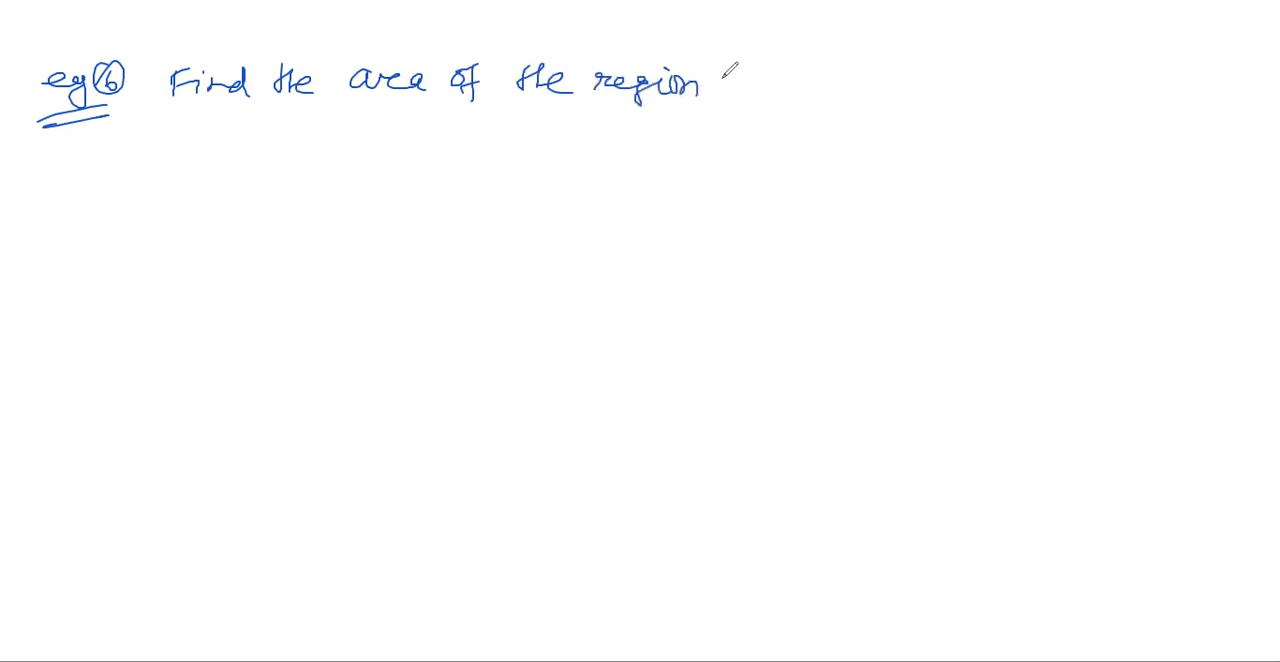 eg⑥ Find the area of the region